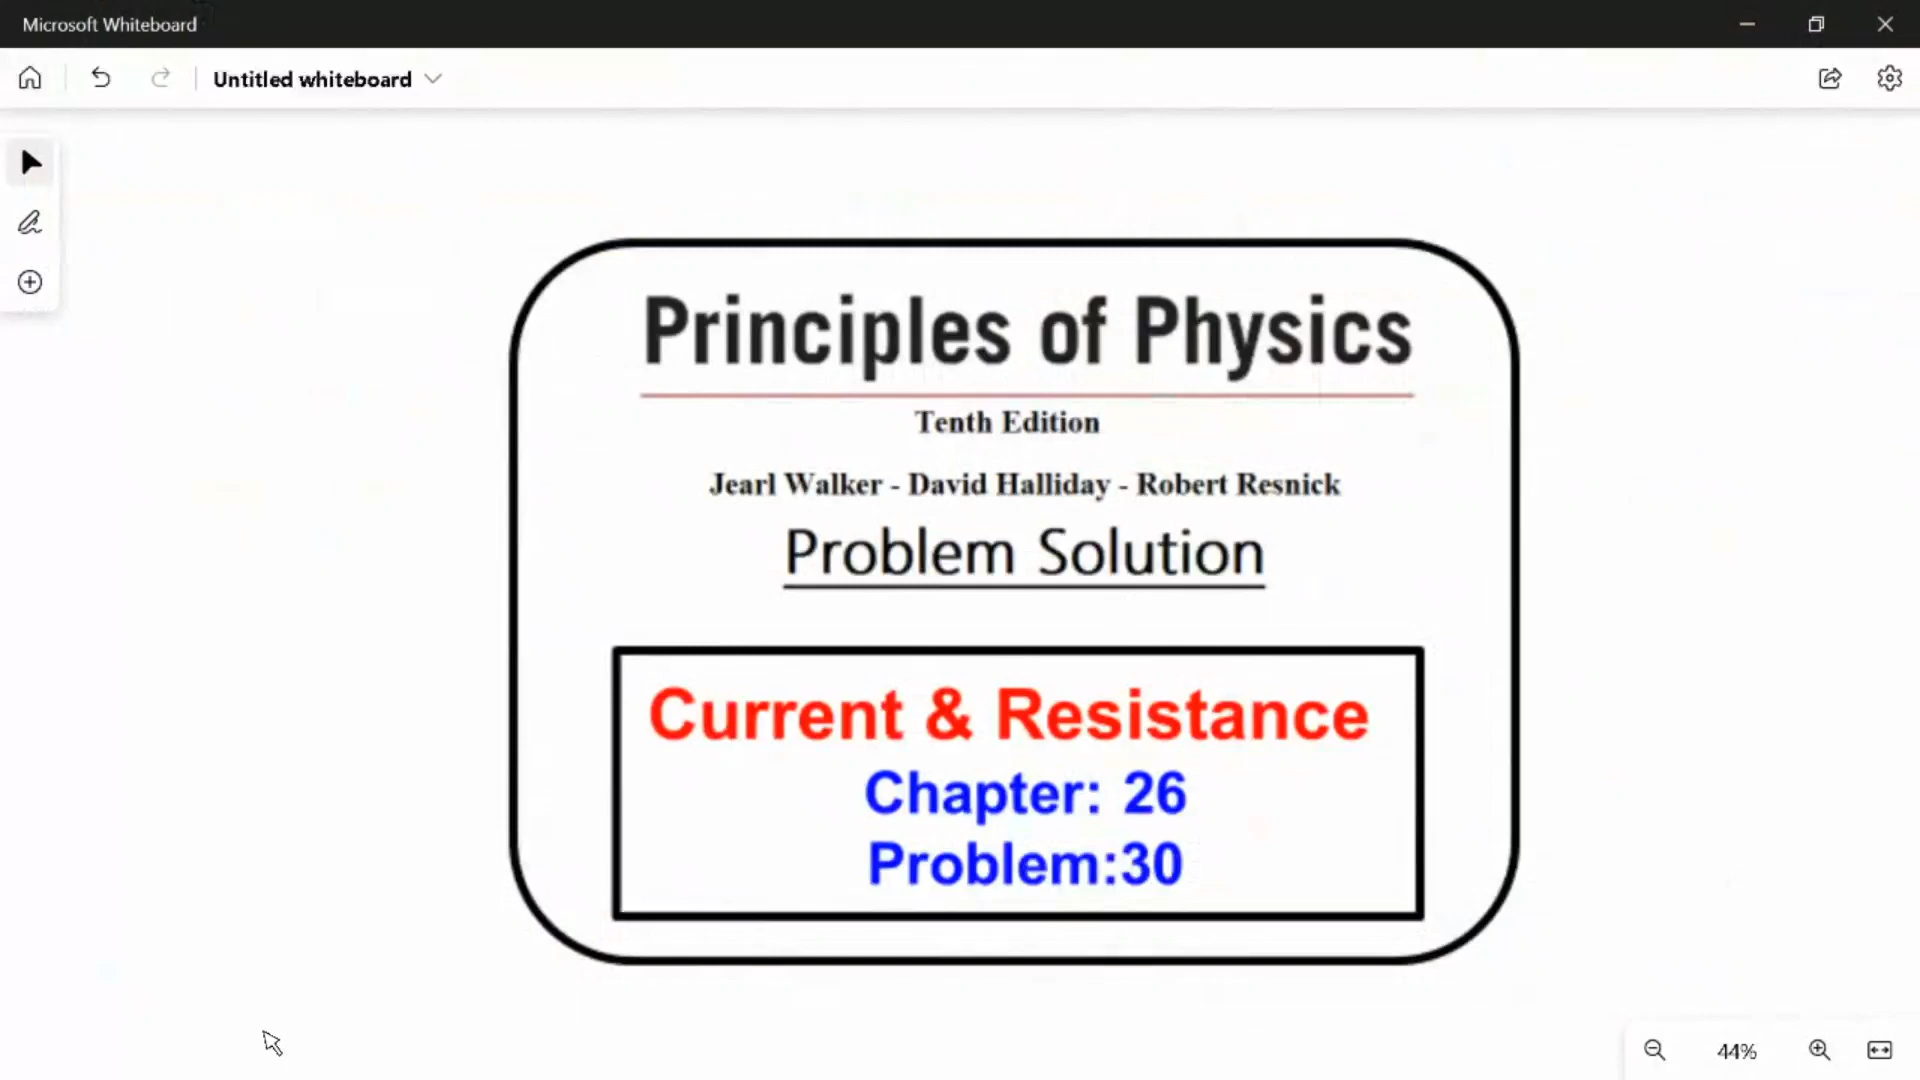 Microsoft Whiteboard
Untitled whiteboard
Principles of Physics
Tenth Edition
Jearl Walker - David Halliday - Robert Resnick
Problem Solution
Current & Resistance
Chapter: 26
Problem:30
44%